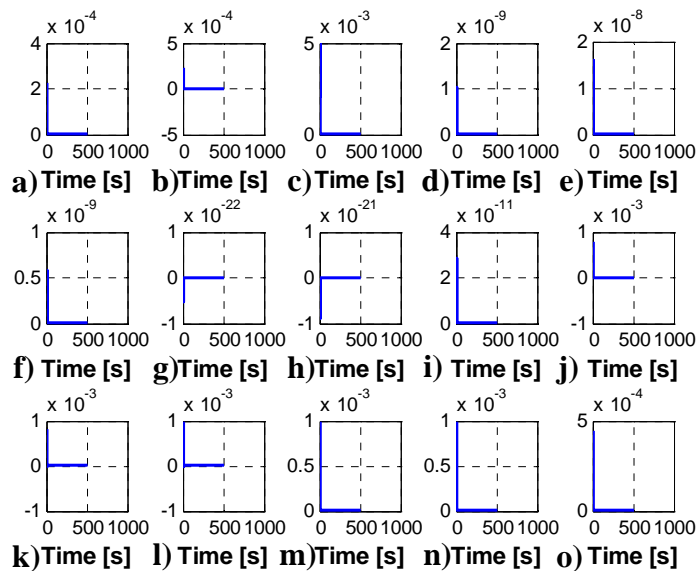 x 10^-4 x 10^-4 x 10^-3 x 10^-9 x 10^-8
4 5 5 2 2
2 0 1 1
0 -5 0 0 0
0 500 1000 0 500 1000 0 500 1000 0 500 1000 0 500 1000
a) Time [s] b) Time [s] c) Time [s] d) Time [s] e) Time [s]
x 10^-9 x 10^-22 x 10^-21 x 10^-11 x 10^-3
1 1 1 4 1
0.5 0 0 2 0
0 -1 -1 0 -1
0 500 1000 0 500 1000 0 500 1000 0 500 1000 0 500 1000
f) Time [s] g) Time [s] h) Time [s] i) Time [s] j) Time [s]
x 10^-3 x 10^-3 x 10^-3 x 10^-3 x 10^-4
1 1 1 1 5
0 0 0.5 0.5
-1 -1 0 0 0
0 500 1000 0 500 1000 0 500 1000 0 500 1000 0 500 1000
k) Time [s] l) Time [s] m) Time [s] n) Time [s] o) Time [s]